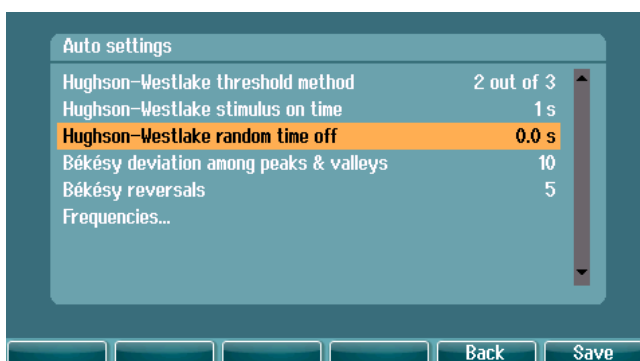 Auto settings
Hughson-Westlake threshold method 2 out of 3
Hughson-Westlake stimulus on time 1 s
Hughson-Westlake random time off 0.0 s
Békésy deviation among peaks & valleys 10
Békésy reversals 5
Frequencies...
Back Save